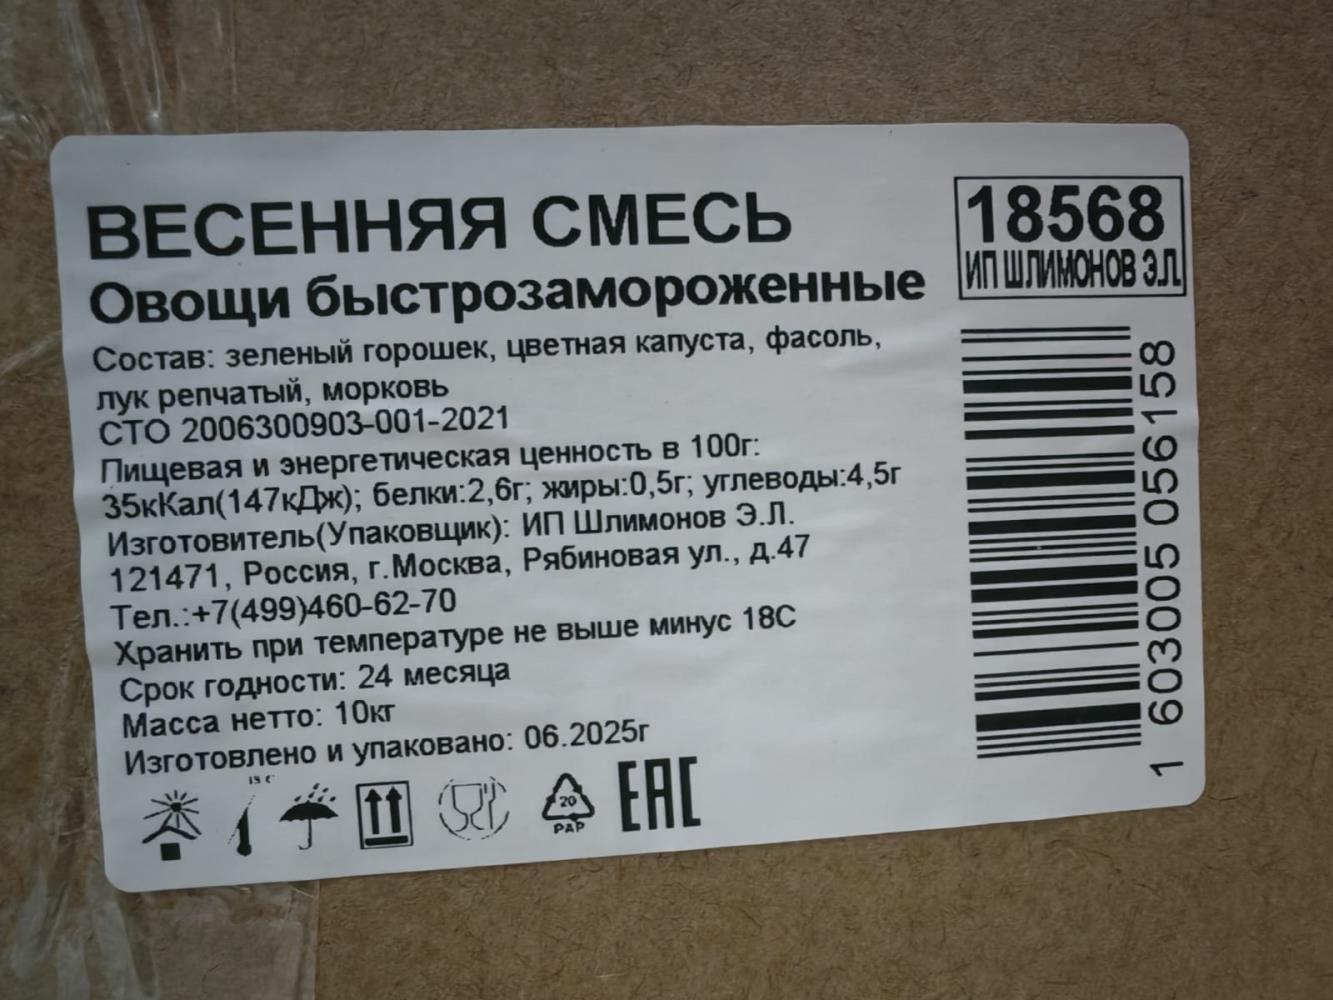 ВЕСЕННЯЯ СМЕСЬ
Овощи быстрозамороженные
Состав: зеленый горошек, цветная капуста, фасоль,
лук репчатый, морковь
СТО 2006300903-001-2021
Пищевая и энергетическая ценность в 100г:
35кКал(147кДж); белки:2,6г; жиры:0,5г; углеводы:4,5г
Изготовитель(Упаковщик): ИП Шлимонов Э.Л.
121471, Россия, г.Москва, Рябиновая ул., д.47
Тел.:+7(499)460-62-70
Хранить при температуре не выше минус 18С
Срок годности: 24 месяца
Масса нетто: 10кг
Изготовлено и упаковано: 06.2025г
20
PAP
EAC
18568
ИП ШЛИМОНОВ Э.Л.
1 603005 056158